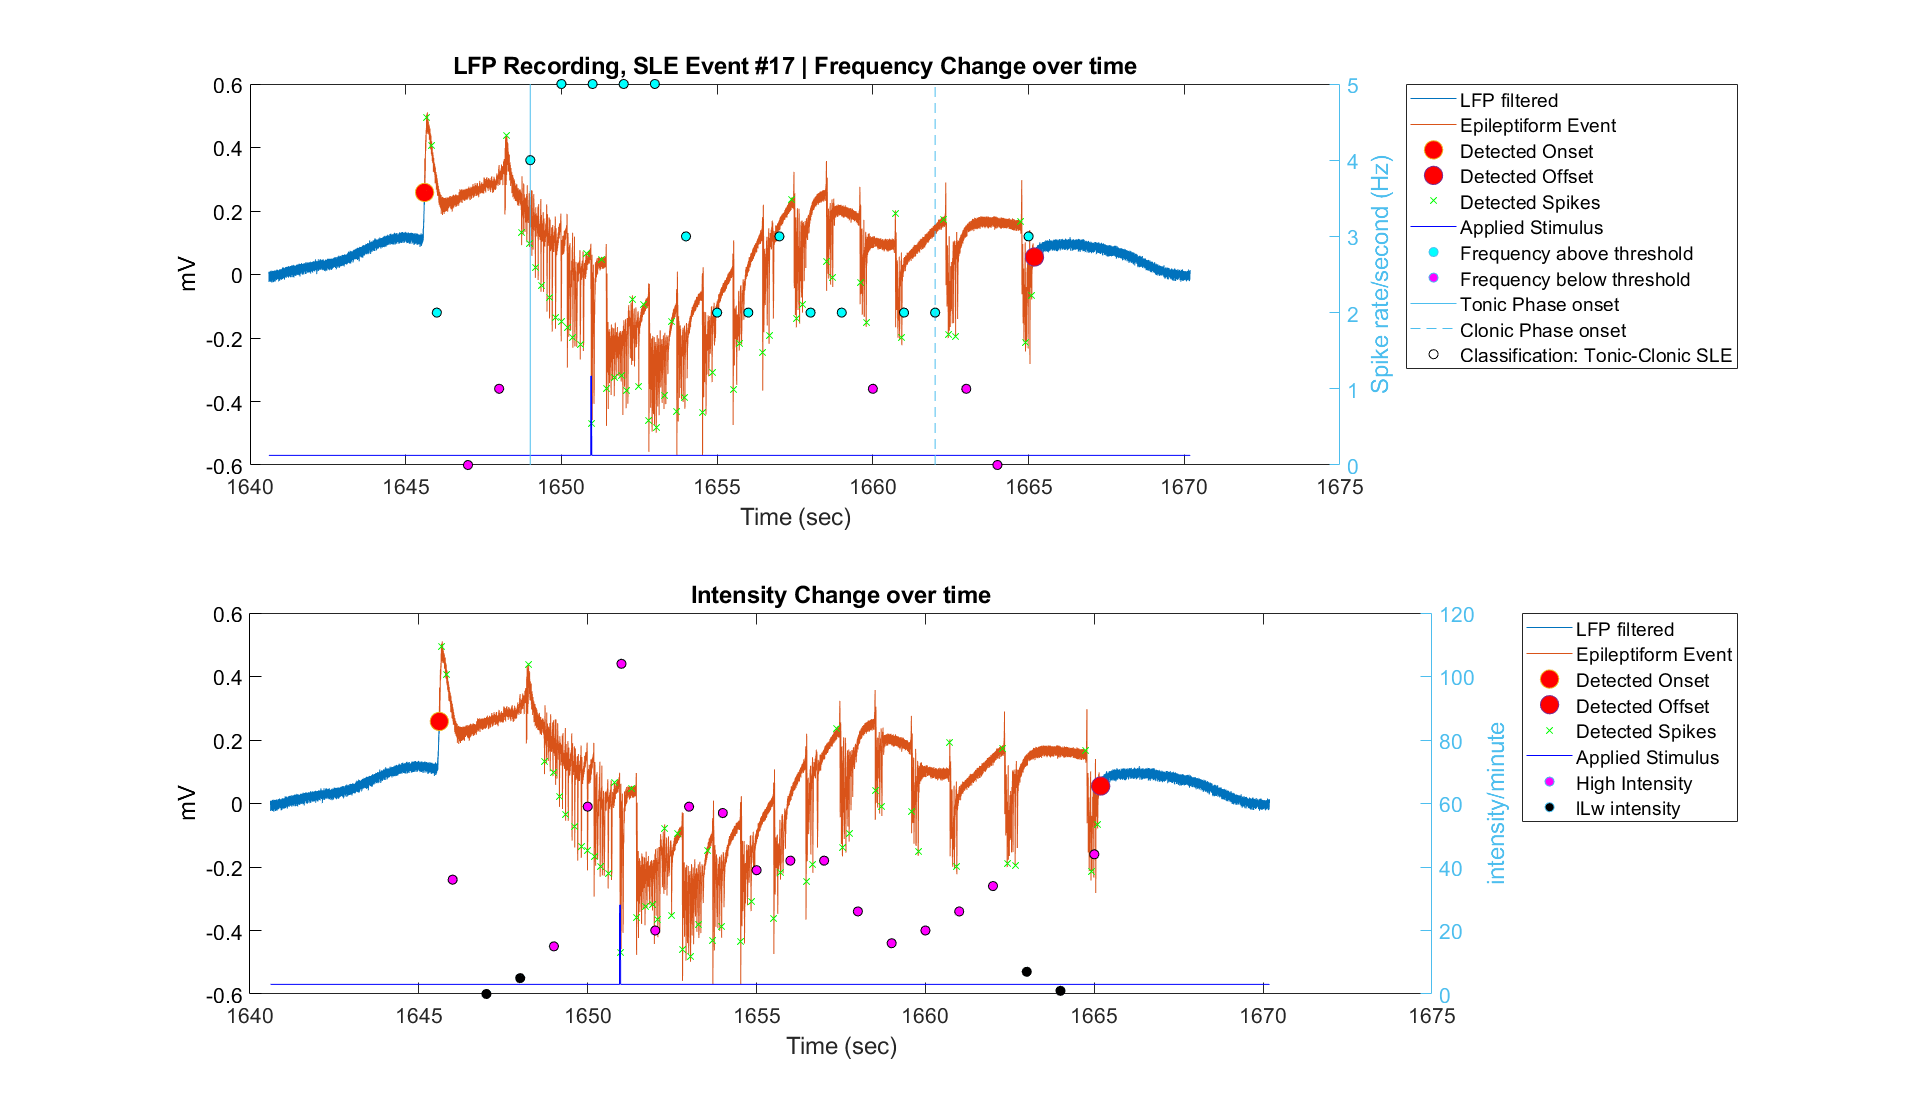 LFP Recording, SLE Event #17 | Frequency Change over time
0.6
0.4
0.2
0
-0.2
-0.4
-0.6
mV
5
4
3
2
1
0
Spike rate/second (Hz)
1640 1645 1650 1655 1660 1665 1670 1675
Time (sec)
LFP filtered
Epileptiform Event
Detected Onset
Detected Offset
Detected Spikes
Applied Stimulus
Frequency above threshold
Frequency below threshold
Tonic Phase onset
Clonic Phase onset
Classification: Tonic-Clonic SLE
Intensity Change over time
0.6
0.4
0.2
0
-0.2
-0.4
-0.6
mV
120
100
80
60
40
20
0
intensity/minute
1640 1645 1650 1655 1660 1665 1670 1675
Time (sec)
LFP filtered
Epileptiform Event
Detected Onset
Detected Offset
Detected Spikes
Applied Stimulus
High Intensity
lLw intensity